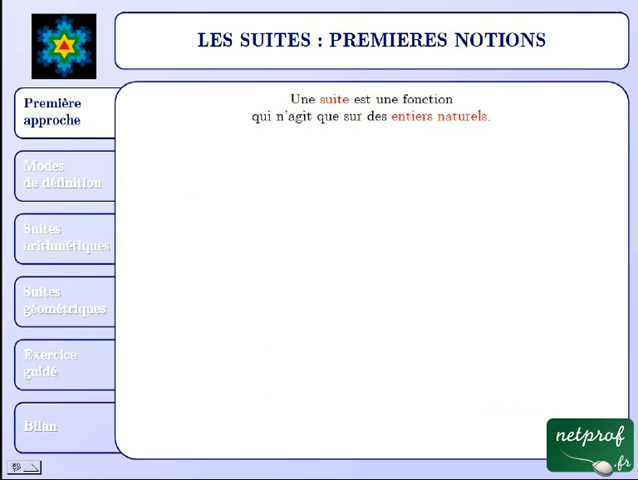 LES SUITES : PREMIERES NOTIONS
Première
approche
Modes
de définition
Suites
arithmétiques
Suites
géométriques
Exercice
guidé
Bilan
Une suite est une fonction
qui n'agit que sur des entiers naturels.
netprof
.fr